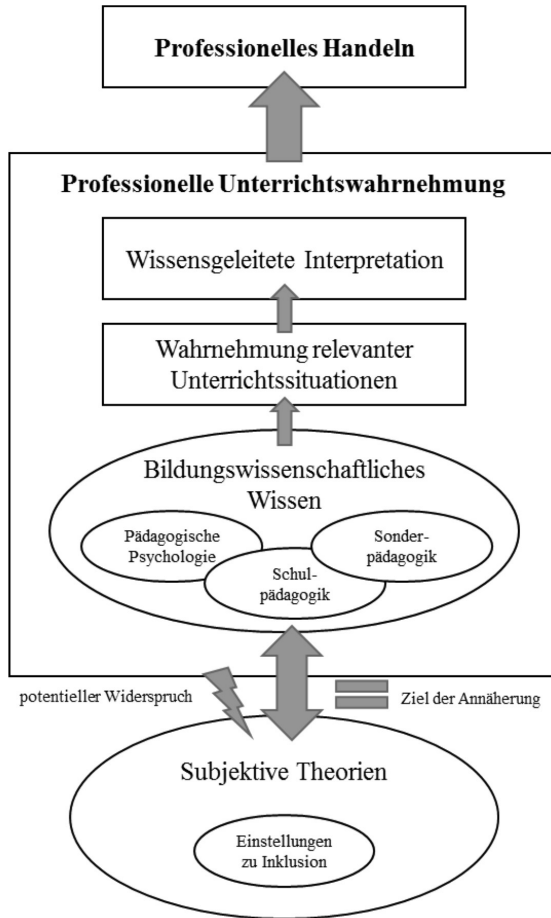 Professionelles Handeln
Professionelle Unterrichtswahrnehmung
Wissensgeleitete Interpretation
Wahrnehmung relevanter
Unterrichtssituationen
Bildungswissenschaftliches
Wissen
Pädagogische
Psychologie
Schul-
pädagogik
Sonder-
pädagogik
potentieller Widerspruch
Ziel der Annäherung
Subjektive Theorien
Einstellungen
zu Inklusion